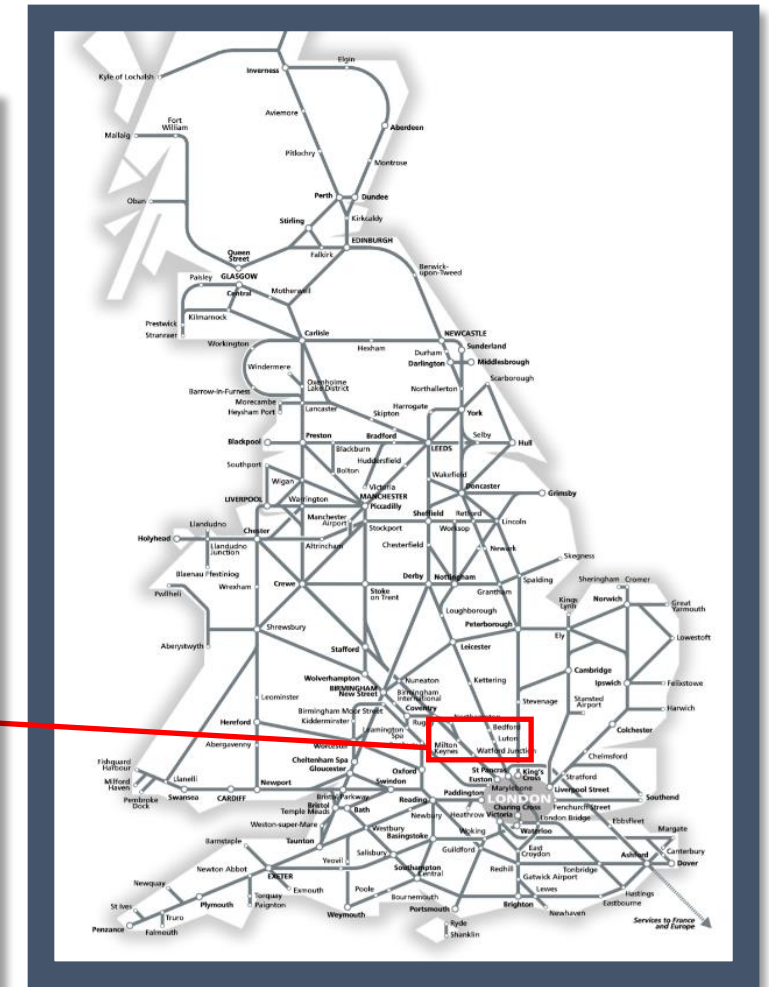 Elgin
Kyle of Lochalsh
Inverness
Aviemore
Fort
William
Aberdeen
Mallaig
Pitlochry
Montrose
Perth
Dundee
Oban
Stirling
Kirkcaldy
EDINBURGH
Queen
Street
Falkirk
Berwick-
upon-Tweed
Paisley
GLASGOW
Central
Motherwell
Prestwick
Kilmarnock
Stranraer
Carlisle
NEWCASTLE
Workington
Hexham
Sunderland
Durham
Darlington
Middlesbrough
Windermere
Scarborough
Oxenholme
Lake District
Barrow-in-Furness
Northallerton
Morecambe
Heysham Port
Lancaster
Harrogate
Skipton
York
Blackpool
Preston
Bradford
Selby
Hull
Blackburn
LEEDS
Southport
Huddersfield
Bolton
Wakefield
Wigan
Victoria
Doncaster
LIVERPOOL
Warrington
MANCHESTER
Piccadilly
Grimsby
Manchester
Airport
Sheffield
Retford
Lincoln
Llandudno
Stockport
Worksop
Chester
Holyhead
Llandudno
Junction
Altrincham
Chesterfield
Newark
Skegness
Blaenau Ffestiniog
Crewe
Derby
Nottingham
Spalding
Sheringham
Cromer
Pwllheli
Wrexham
Stoke
on Trent
Grantham
Kings
Lynn
Norwich
Great
Yarmouth
Loughborough
Shrewsbury
Peterborough
Ely
Lowestoft
Aberystwyth
Stafford
Leicester
Cambridge
Wolverhampton
Nuneaton
Kettering
Ipswich
Felixstowe
BIRMINGHAM
New Street
Birmingham
International
Leominster
Stevenage
Stansted
Airport
Harwich
Birmingham Moor Street
Coventry
Kidderminster
Hereford
Leamington
Spa
Bedford
Colchester
Abergavenny
Worcester
Milton
Keynes
Luton
Watford Junction
Chelmsford
Cheltenham Spa
Gloucester
Fishguard
Harbour
Oxford
St Pancras
King's
Cross
Stratford
Milford
Haven
Llanelli
Newport
Swindon
Euston
Marylebone
Liverpool Street
Pembroke
Dock
Swansea
CARDIFF
Bristol Parkway
Paddington
LONDON
Southend
Bristol
Temple Meads
Bath
Reading
Fenchurch Street
Charing Cross
Newbury
Heathrow
Victoria
London Bridge
Ebbsfleet
Weston-super-Mare
Westbury
Basingstoke
Woking
Waterloo
Margate
Barnstaple
Taunton
Salisbury
Guildford
East
Croydon
Canterbury
Yeovil
Ashford
Dover
Newton Abbot
EXETER
Southampton
Central
Redhill
Tonbridge
Gatwick Airport
Newquay
Exmouth
Poole
Lewes
Hastings
St Ives
Plymouth
Torquay
Paignton
Bournemouth
Eastbourne
Truro
Weymouth
Portsmouth
Brighton
Newhaven
Penzance
Falmouth
Ryde
Shanklin
Services to France
and Europe